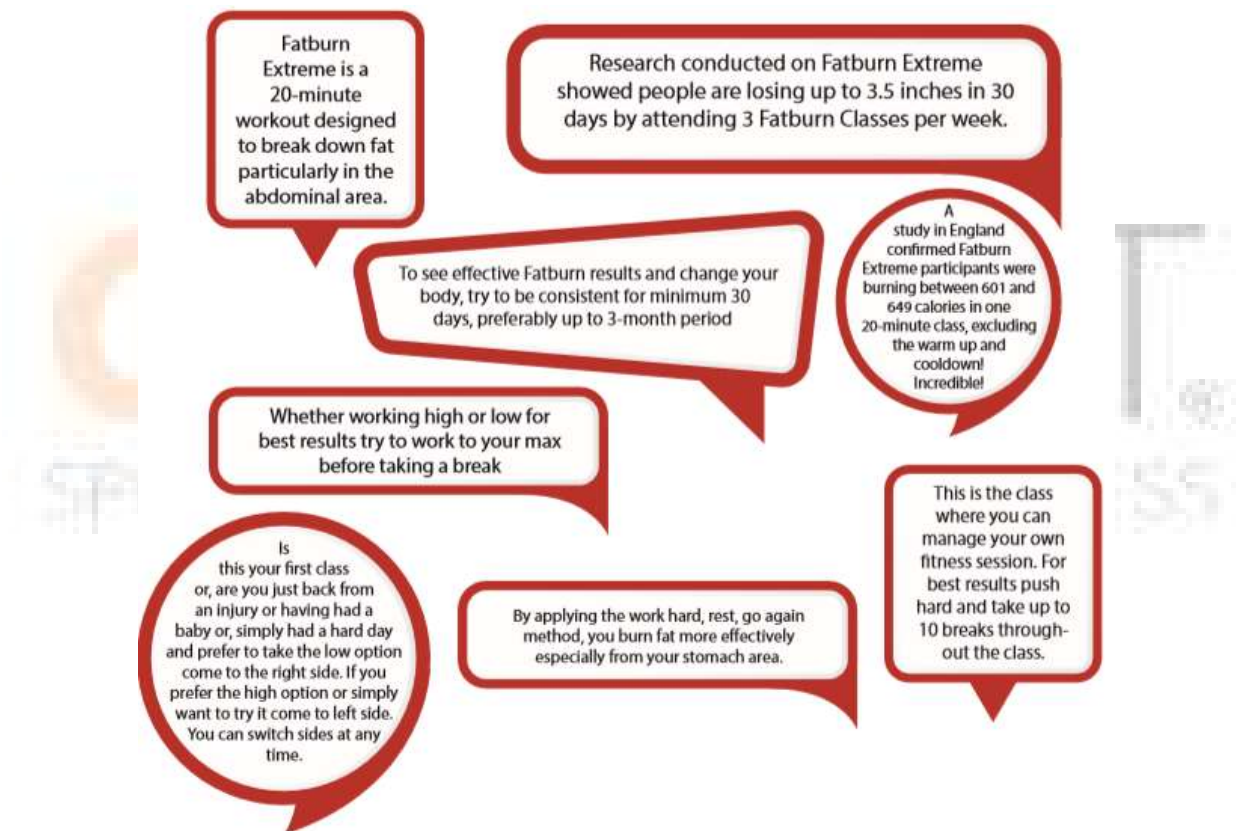 Fatburn
Extreme is a
20-minute
workout designed
to break down fat
particularly in the
abdominal area.
Research conducted on Fatburn Extreme
showed people are losing up to 3.5 inches in 30
days by attending 3 Fatburn Classes per week.
To see effective Fatburn results and change your
body, try to be consistent for minimum 30
days, preferably up to 3-month period
A
study in England
confirmed Fatburn
Extreme participants were
burning between 601 and
649 calories in one
20-minute class, excluding
the warm up and
cooldown!
Incredible!
Whether working high or low for
best results try to work to your max
before taking a break
This is the class
where you can
manage your own
fitness session. For
best results push
hard and take up to
10 breaks through-
out the class.
Is
this your first class
or, are you just back from
an injury or having had a
baby or, simply had a hard day
and prefer to take the low option
come to the right side. If you
prefer the high option or simply
want to try it come to left side.
You can switch sides at any
time.
By applying the work hard, rest, go again
method, you burn fat more effectively
especially from your stomach area.